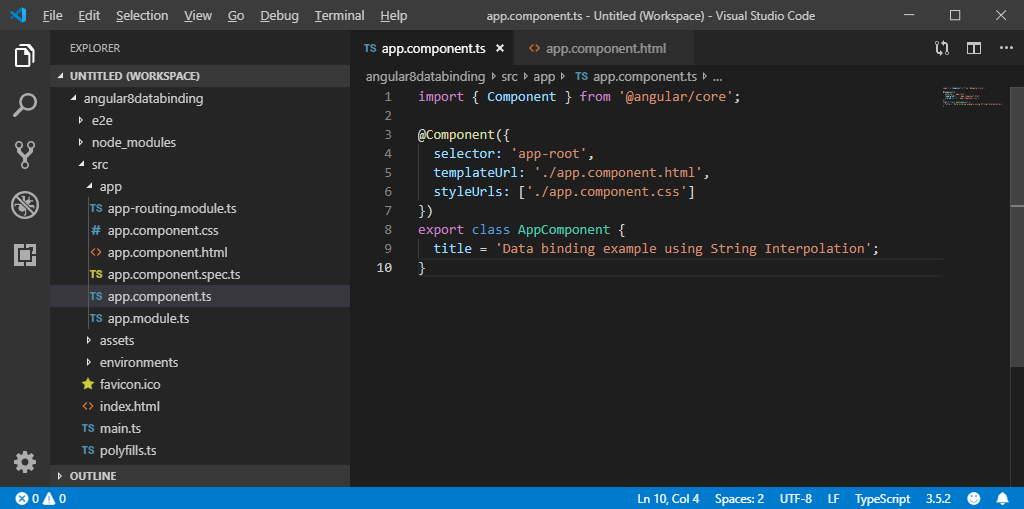 File Edit Selection View Go Debug Terminal Help app.component.ts - Untitled (Workspace) - Visual Studio Code
EXPLORER
UNTITLED (WORKSPACE)
angular8databinding
e2e
node_modules
src
app
TS app-routing.module.ts
# app.component.css
<> app.component.html
TS app.component.spec.ts
TS app.component.ts
TS app.module.ts
assets
environments
favicon.ico
<> index.html
TS main.ts
TS polyfills.ts
OUTLINE
TS app.component.ts × <> app.component.html
angular8databinding › src › app › TS app.component.ts › ...
1 import { Component } from '@angular/core';
2
3 @Component({
4 selector: 'app-root',
5 templateUrl: './app.component.html',
6 styleUrls: ['./app.component.css']
7 })
8 export class AppComponent {
9 title = 'Data binding example using String Interpolation';
10 }
0 0 Ln 10, Col 4 Spaces: 2 UTF-8 LF TypeScript 3.5.2